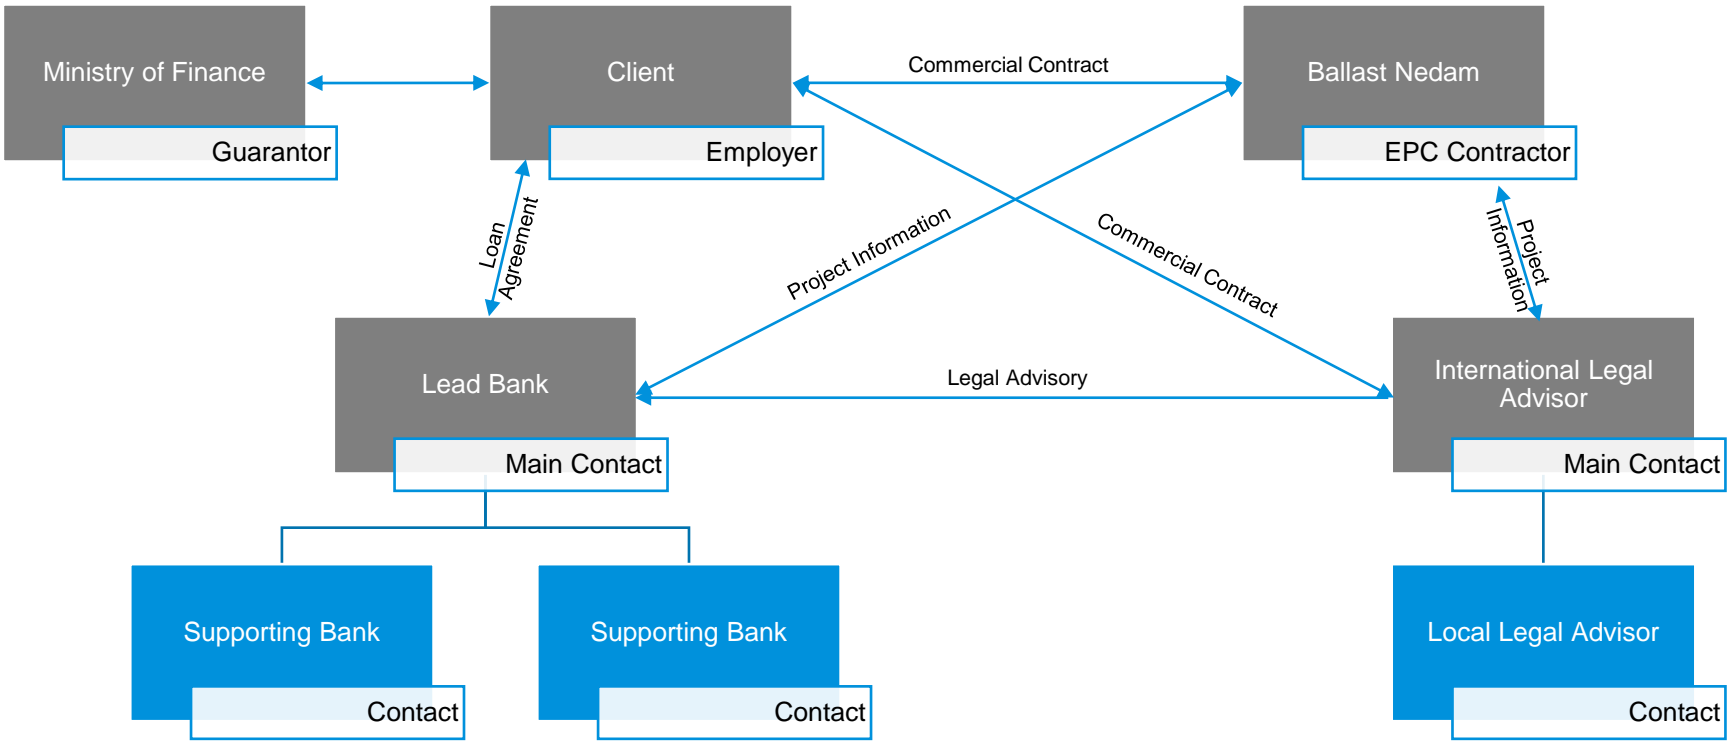 Ministry of Finance
Guarantor
Client
Employer
Commercial Contract
Ballast Nedam
EPC Contractor
Loan
Agreement
Project Information
Commercial Contract
Project
Information
Lead Bank
Main Contact
Legal Advisory
International Legal
Advisor
Main Contact
Supporting Bank
Contact
Supporting Bank
Contact
Local Legal Advisor
Contact